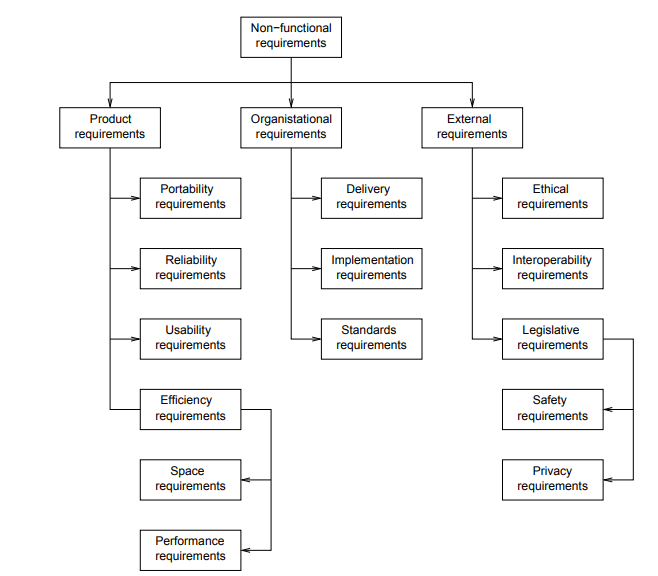 Non−functional
requirements
Product
requirements
Organistational
requirements
External
requirements
Portability
requirements
Delivery
requirements
Ethical
requirements
Reliability
requirements
Implementation
requirements
Interoperability
requirements
Usability
requirements
Standards
requirements
Legislative
requirements
Efficiency
requirements
Safety
requirements
Space
requirements
Privacy
requirements
Performance
requirements